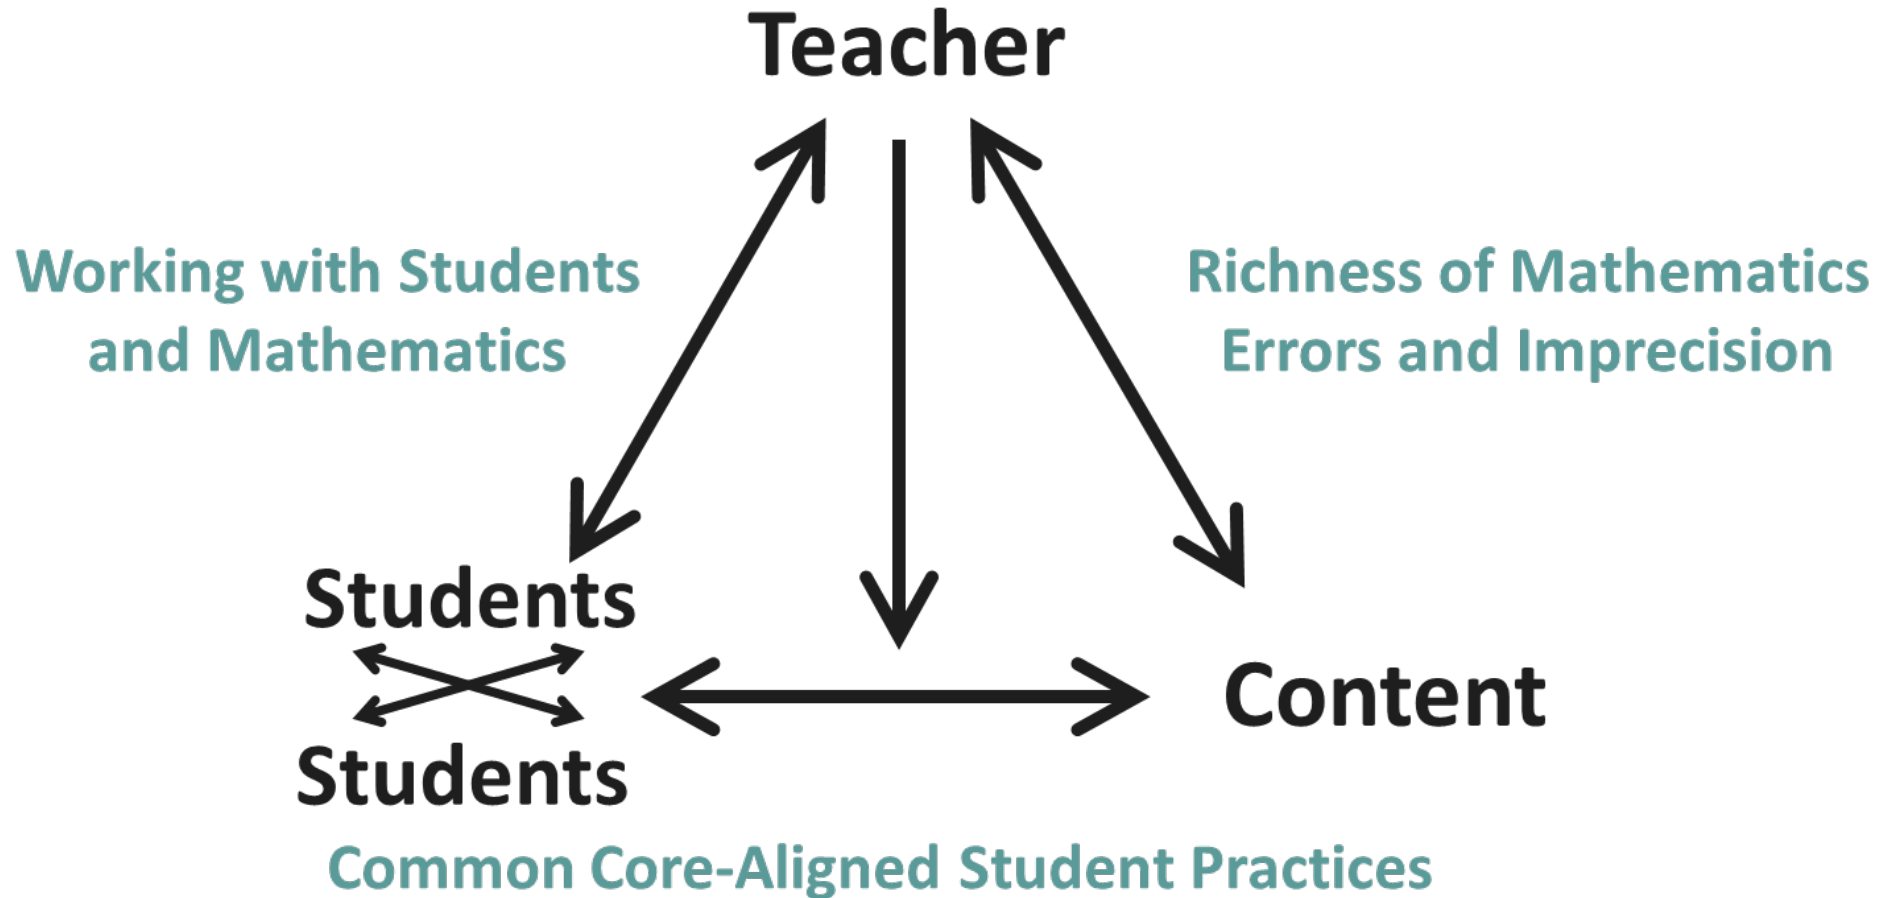 Teacher
Working with Students
and Mathematics
Richness of Mathematics
Errors and Imprecision
Students
Students
Content
Common Core-Aligned Student Practices